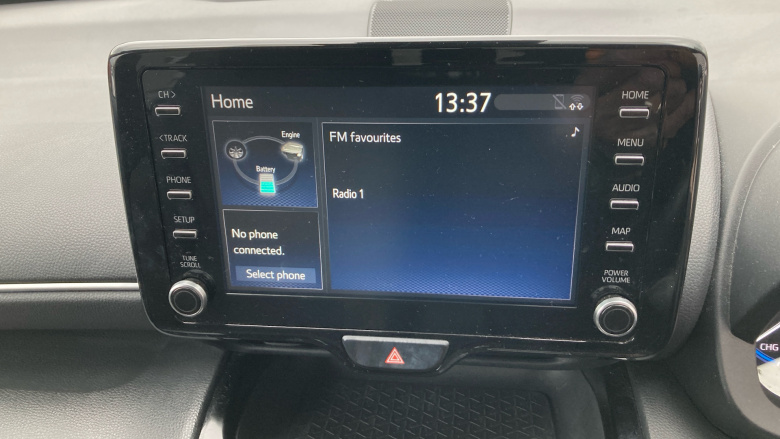 CH >
< TRACK
PHONE
SETUP
TUNE
SCROLL
Home
13:37
Engine
Battery
No phone
connected.
Select phone
FM favourites
Radio 1
HOME
MENU
AUDIO
MAP
POWER
VOLUME
CHG